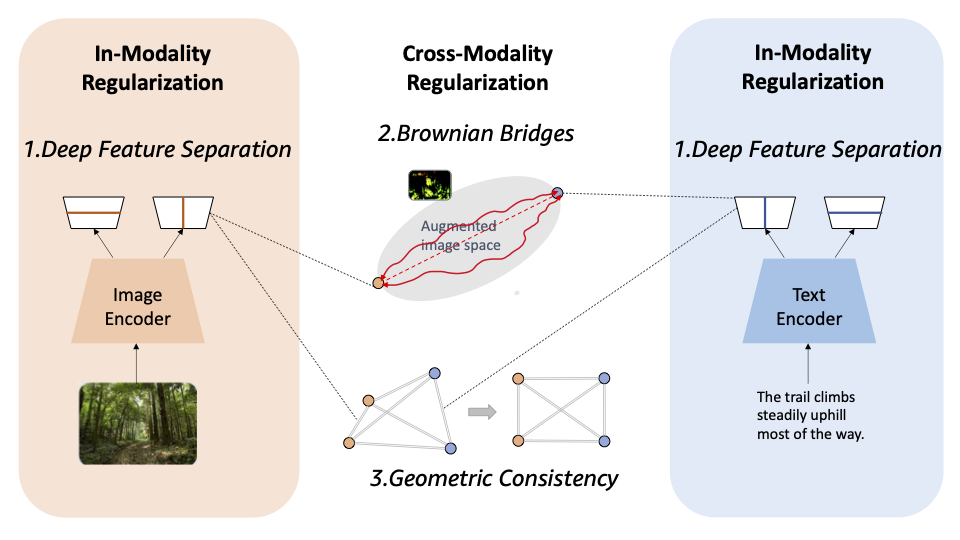 In-Modality
Regularization
1.Deep Feature Separation
Image
Encoder
Cross-Modality
Regularization
2.Brownian Bridges
Augmented
image space
3.Geometric Consistency
In-Modality
Regularization
1.Deep Feature Separation
Text
Encoder
The trail climbs
steadily uphill
most of the way.